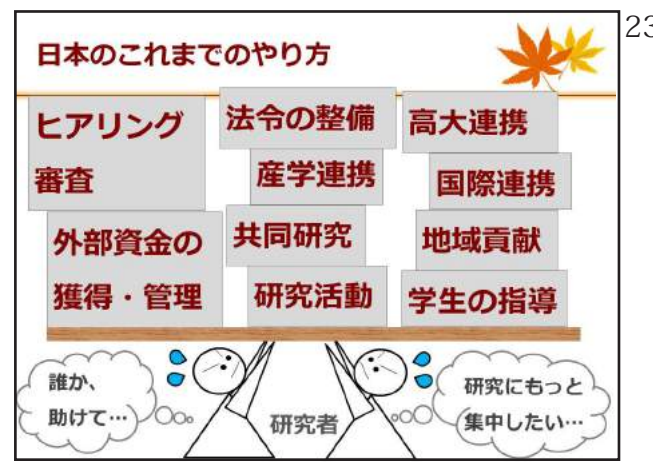 日本のこれまでのやり方
23
ヒアリング
審査
法令の整備
高大連携
産学連携
国際連携
外部資金の
獲得・管理
共同研究
地域貢献
研究活動
学生の指導
誰か、
助けて…
研究者
研究にもっと
集中したい…